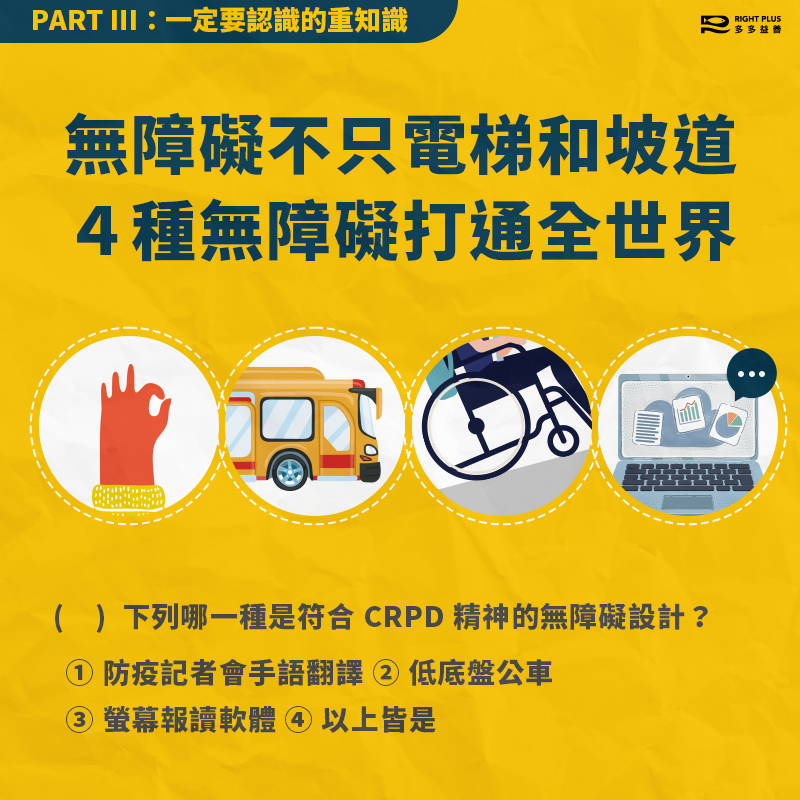 PART III：一定要認識的重知識
RIGHT PLUS
多多益善
無障礙不只電梯和坡道
4 種無障礙打通全世界
(　) 下列哪一種是符合 CRPD 精神的無障礙設計？
① 防疫記者會手語翻譯 ② 低底盤公車
③ 螢幕報讀軟體 ④ 以上皆是